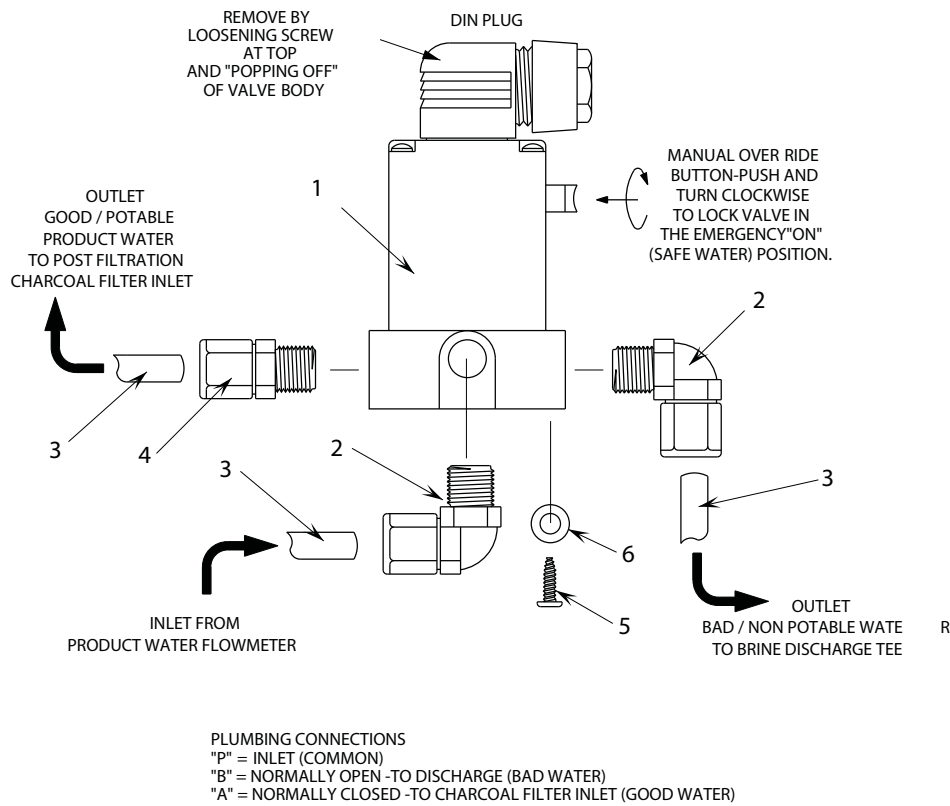 REMOVE BY
LOOSENING SCREW
AT TOP
AND "POPPING OFF"
OF VALVE BODY
DIN PLUG
MANUAL OVER RIDE
BUTTON-PUSH AND
TURN CLOCKWISE
TO LOCK VALVE IN
THE EMERGENCY"ON"
(SAFE WATER) POSITION.
1
OUTLET
GOOD / POTABLE
PRODUCT WATER
TO POST FILTRATION
CHARCOAL FILTER INLET
2
3
4
2
3
3
6
5
INLET FROM
PRODUCT WATER FLOWMETER
OUTLET
BAD / NON POTABLE WATE R
TO BRINE DISCHARGE TEE
PLUMBING CONNECTIONS
"P" = INLET (COMMON)
"B" = NORMALLY OPEN -TO DISCHARGE (BAD WATER)
"A" = NORMALLY CLOSED -TO CHARCOAL FILTER INLET (GOOD WATER)